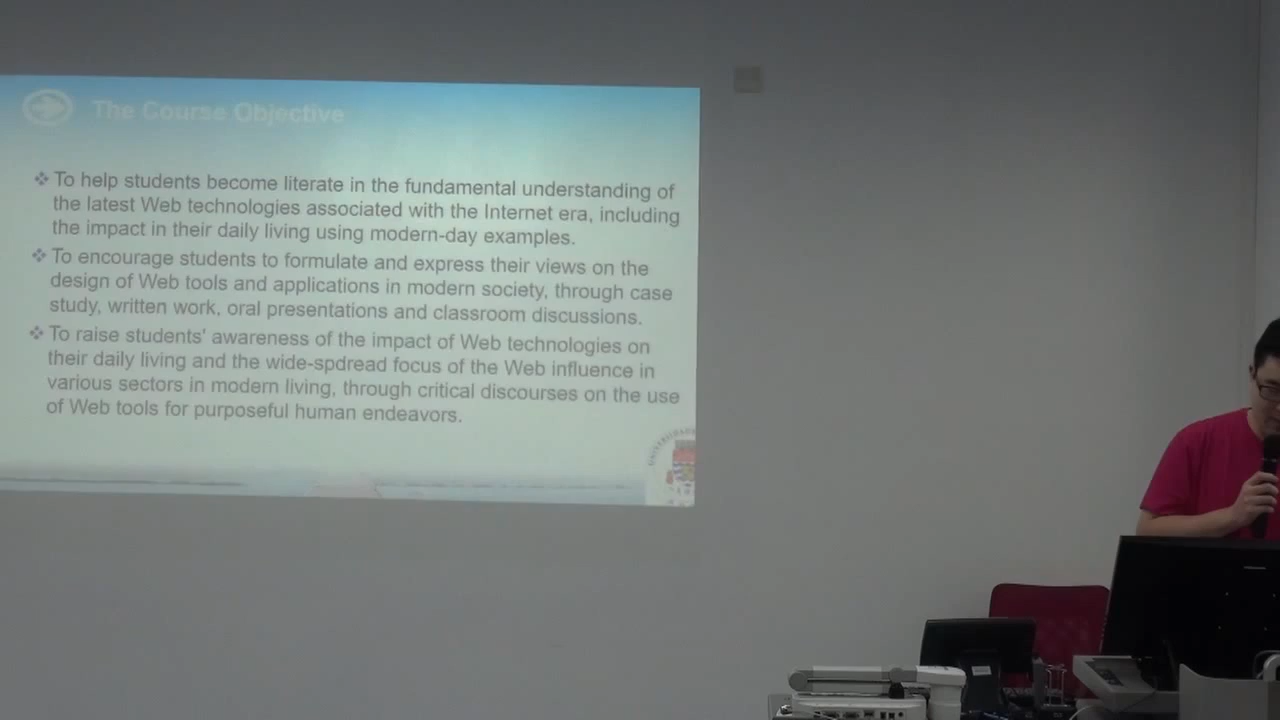 The Course Objective
To help students become literate in the fundamental understanding of
the latest Web technologies associated with the Internet era, including
the impact in their daily living using modern-day examples.
To encourage students to formulate and express their views on the
design of Web tools and applications in modern society, through case
study, written work, oral presentations and classroom discussions.
To raise students' awareness of the impact of Web technologies on
their daily living and the wide-spdread focus of the Web influence in
various sectors in modern living, through critical discourses on the use
of Web tools for purposeful human endeavors.